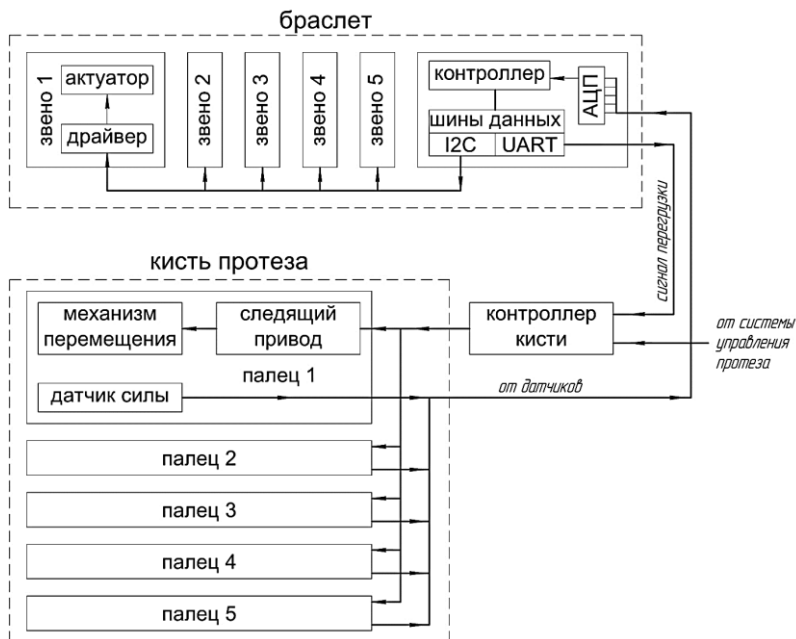 браслет
звено 1
актуатор
драйвер
звено 2
звено 3
звено 4
звено 5
контроллер
АЦП
шины данных
I2C
UART
сигнал перегрузки
кисть протеза
механизм
перемещения
следящий
привод
палец 1
датчик силы
контроллер
кисти
от системы
управления
протеза
от датчиков
палец 2
палец 3
палец 4
палец 5